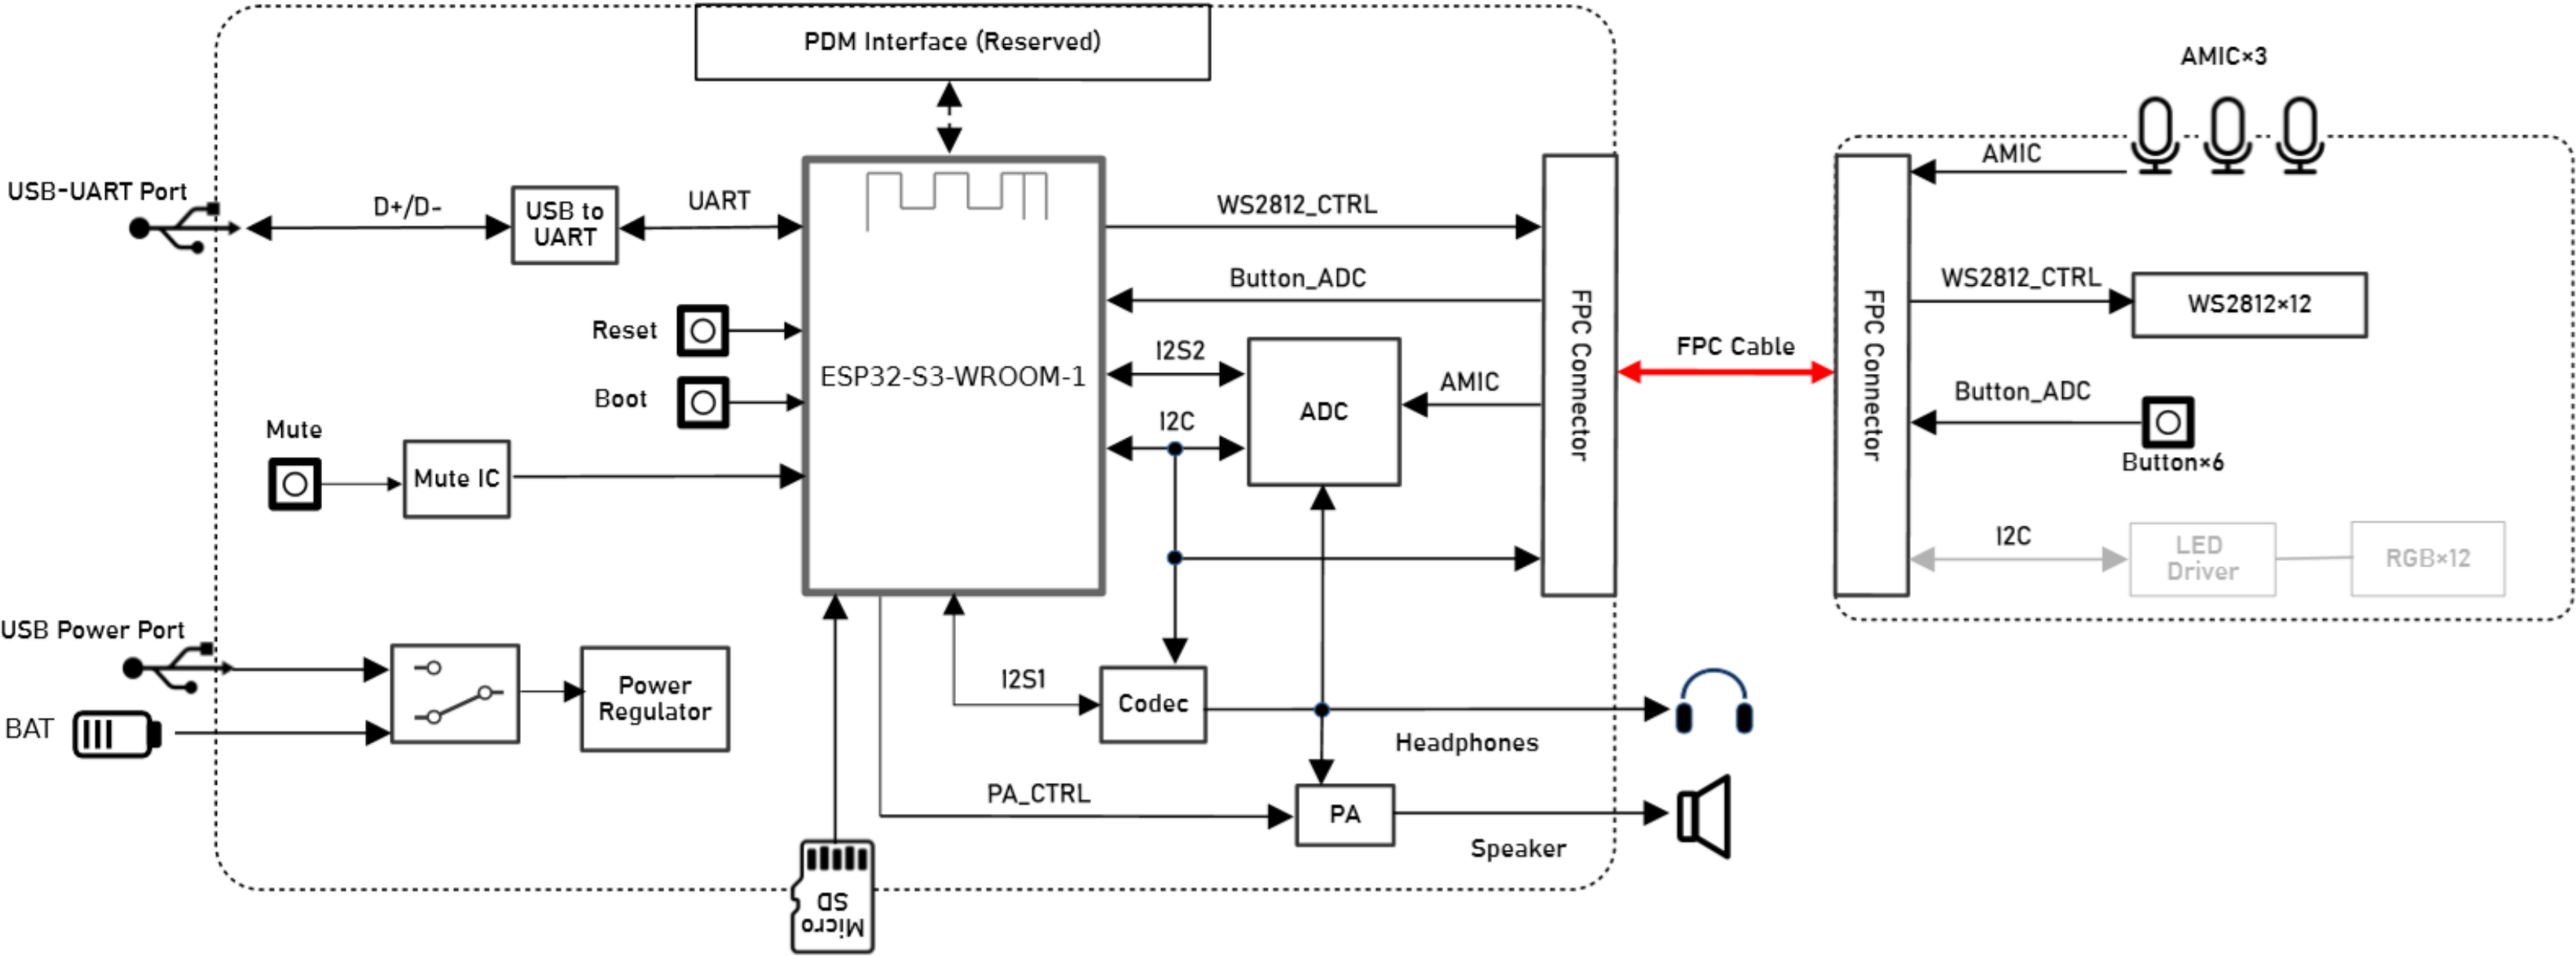 PDM Interface (Reserved)
AMIC×3
USB-UART Port
D+/D-
USB to
UART
UART
WS2812_CTRL
AMIC
Button_ADC
WS2812_CTRL
WS2812×12
Reset
I2S2
FPC Connector
FPC Cable
FPC Connector
ESP32-S3-WROOM-1
Boot
AMIC
ADC
Button_ADC
I2C
Mute
Mute IC
Button×6
I2C
LED
Driver
RGB×12
USB Power Port
Power
Regulator
I2S1
Codec
BAT
Headphones
PA_CTRL
PA
Speaker
Micro
SD